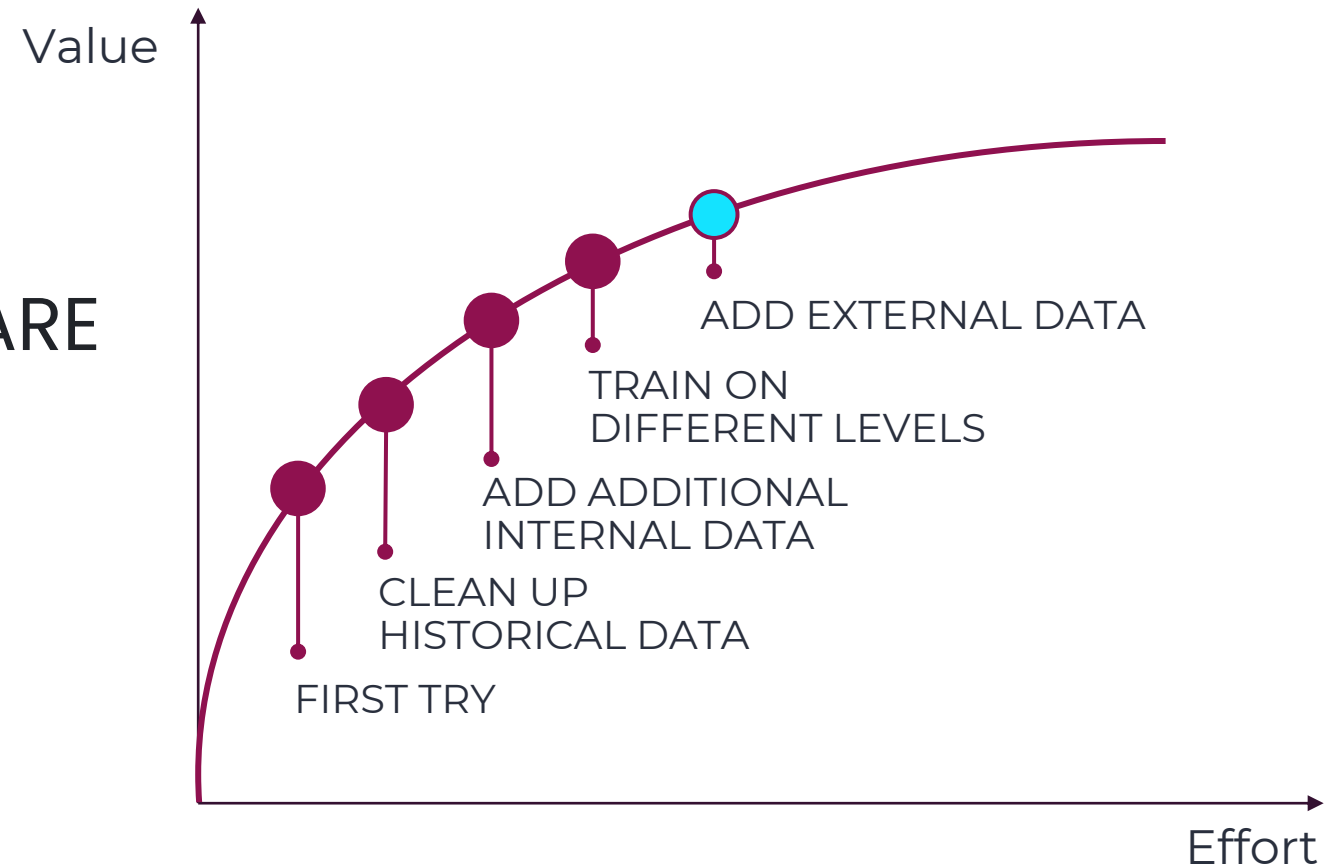 Value
ADD EXTERNAL DATA
TRAIN ON
DIFFERENT LEVELS
ADD ADDITIONAL
INTERNAL DATA
CLEAN UP
HISTORICAL DATA
FIRST TRY
Effort